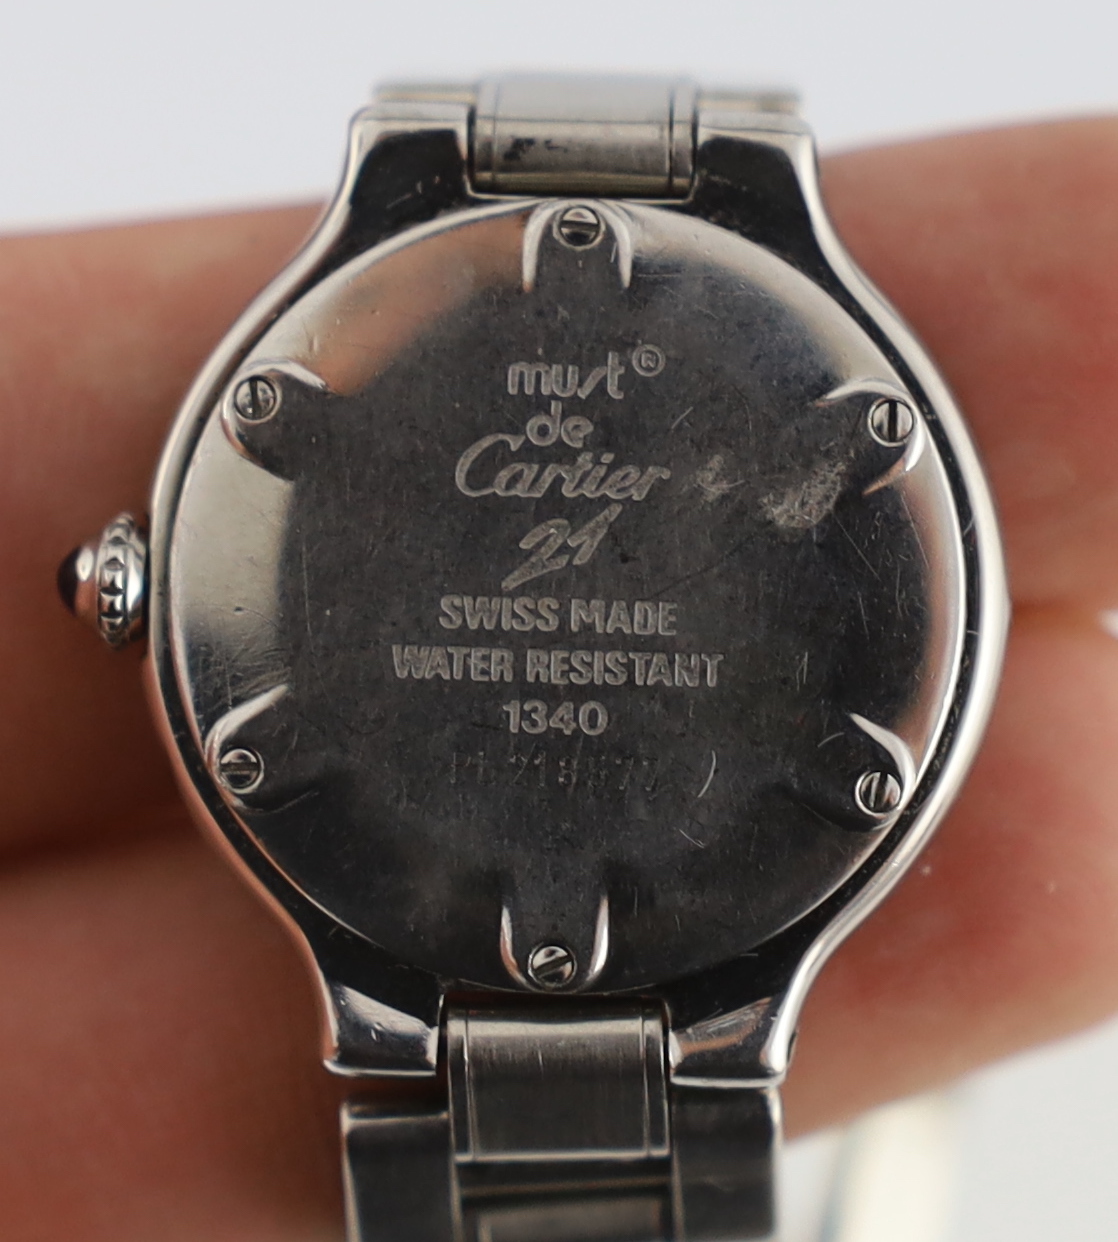 must®
de
Cartier
21
SWISS MADE
WATER RESISTANT
1340